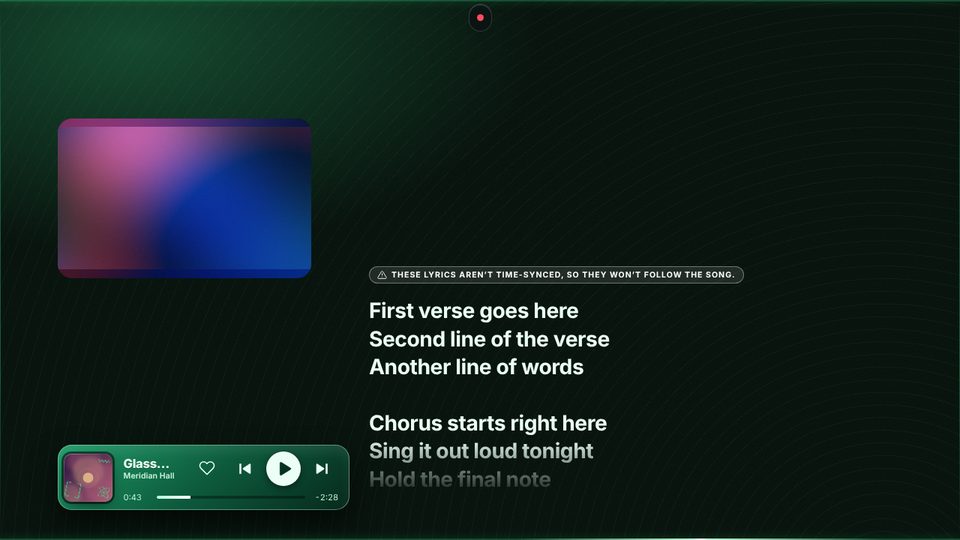 THESE LYRICS AREN'T TIME-SYNCED, SO THEY WON'T FOLLOW THE SONG.
First verse goes here
Second line of the verse
Another line of words
Chorus starts right here
Sing it out loud tonight
Hold the final note
Glass...
Meridian Hall
0:43
-2:28